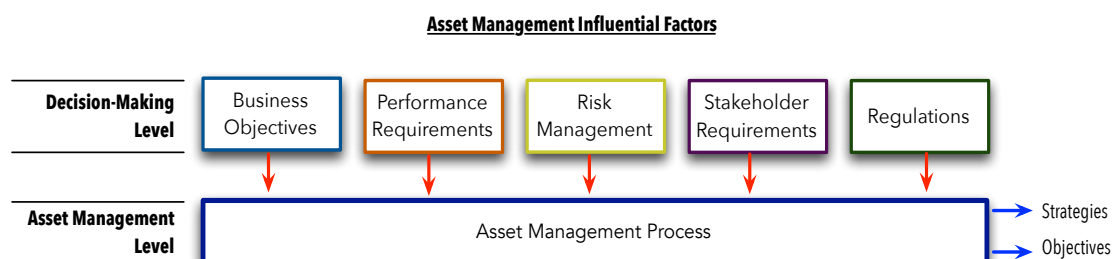 Asset Management Influential Factors
Decision-Making
Level
Business
Objectives
Performance
Requirements
Risk
Management
Stakeholder
Requirements
Regulations
Asset Management
Level
Asset Management Process
Strategies
Objectives